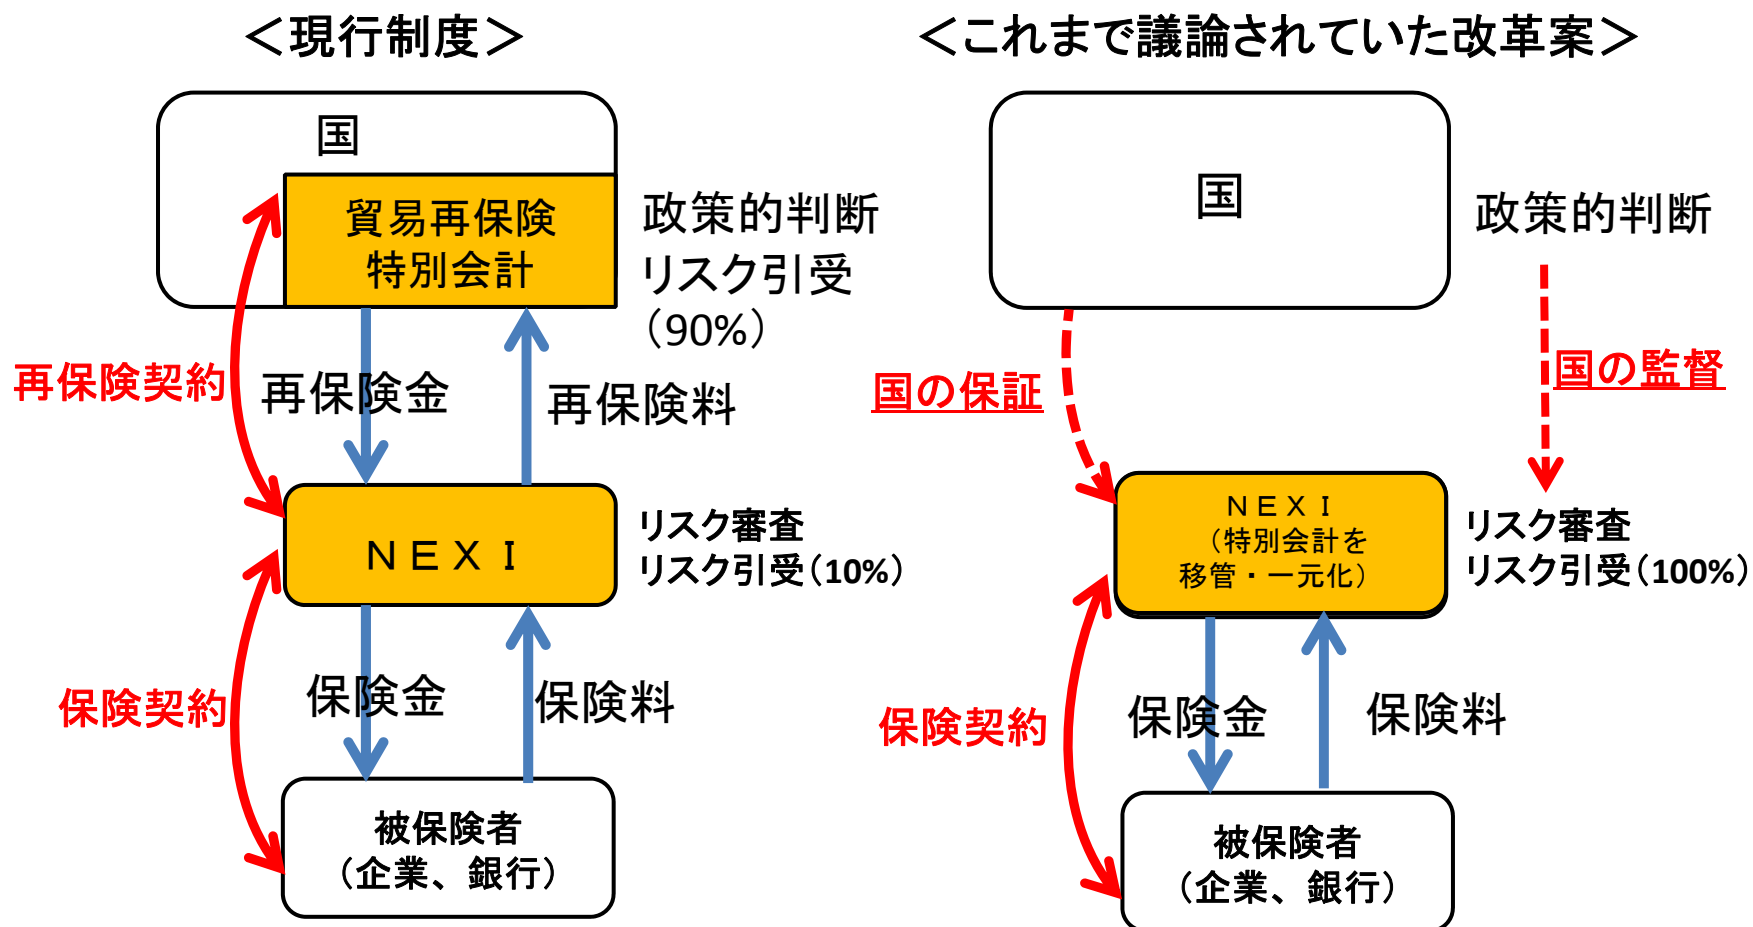 ＜現行制度＞
国
貿易再保険
特別会計
政策的判断
リスク引受
（90%）
再保険契約
再保険金
再保険料
ＮＥＸＩ
リスク審査
リスク引受（10%）
保険契約
保険金
保険料
被保険者
（企業、銀行）
＜これまで議論されていた改革案＞
国
政策的判断
国の保証
国の監督
ＮＥＸＩ
（特別会計を
移管・一元化）
リスク審査
リスク引受（100%）
保険契約
保険金
保険料
被保険者
（企業、銀行）